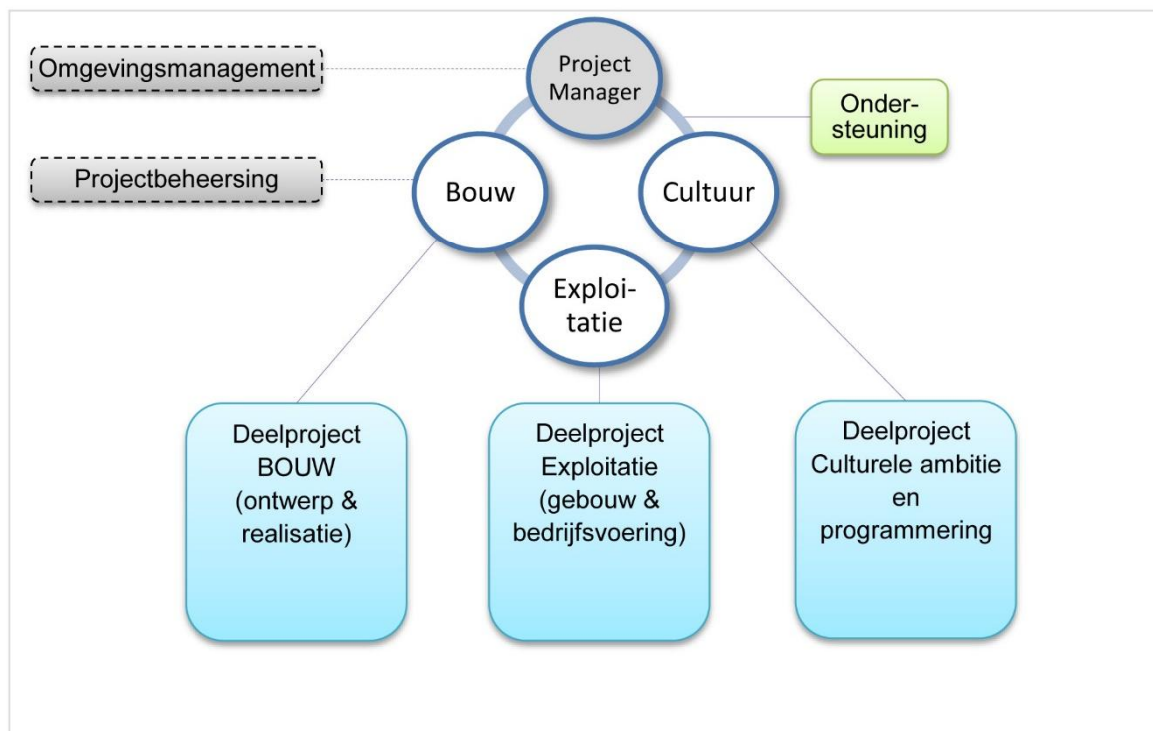 Omgevingsmanagement
Project
Manager
Onder-
steuning
Projectbeheersing
Bouw
Cultuur
Exploi-
tatie
Deelproject
BOUW
(ontwerp &
realisatie)
Deelproject
Exploitatie
(gebouw &
bedrijfsvoering)
Deelproject
Culturele ambitie
en
programmering